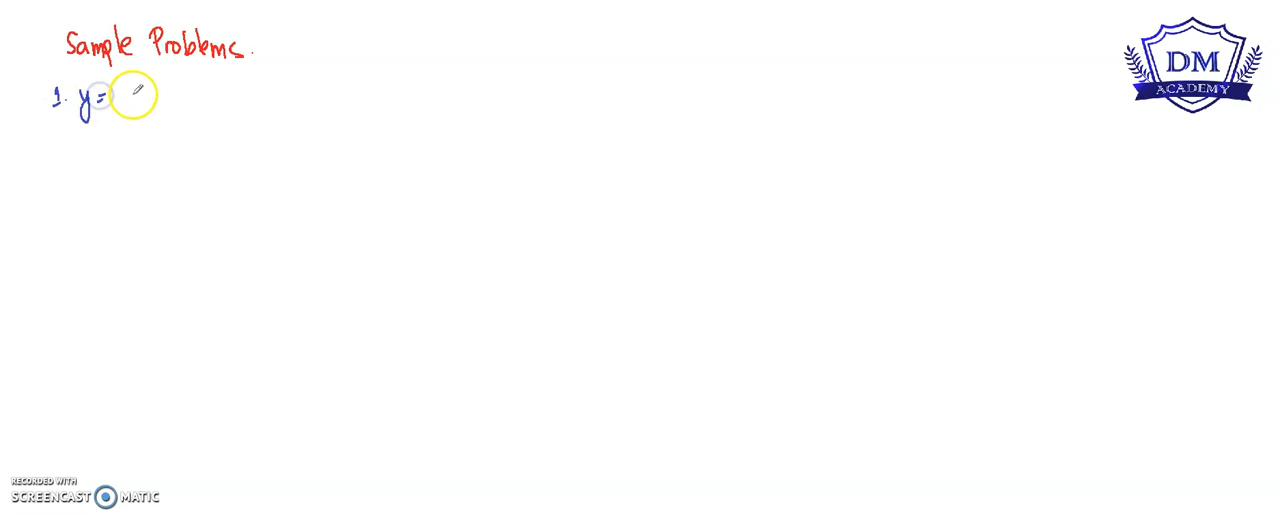 Sample Problems.
DM
ACADEMY
1. y =
RECORDED WITH
SCREENCAST MATIC